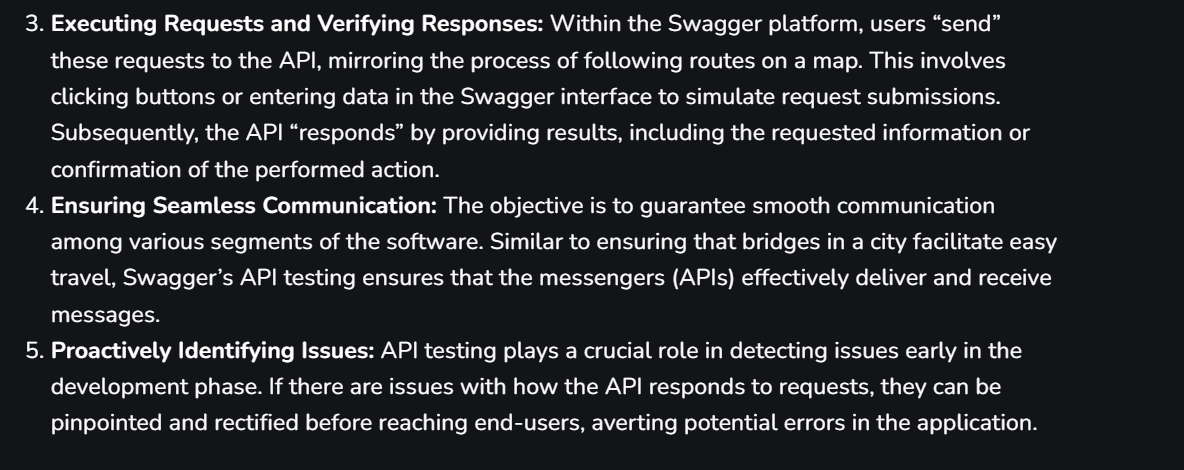 3. Executing Requests and Verifying Responses: Within the Swagger platform, users “send”
these requests to the API, mirroring the process of following routes on a map. This involves
clicking buttons or entering data in the Swagger interface to simulate request submissions.
Subsequently, the API “responds” by providing results, including the requested information or
confirmation of the performed action.
4. Ensuring Seamless Communication: The objective is to guarantee smooth communication
among various segments of the software. Similar to ensuring that bridges in a city facilitate easy
travel, Swagger’s API testing ensures that the messengers (APIs) effectively deliver and receive
messages.
5. Proactively Identifying Issues: API testing plays a crucial role in detecting issues early in the
development phase. If there are issues with how the API responds to requests, they can be
pinpointed and rectified before reaching end-users, averting potential errors in the application.